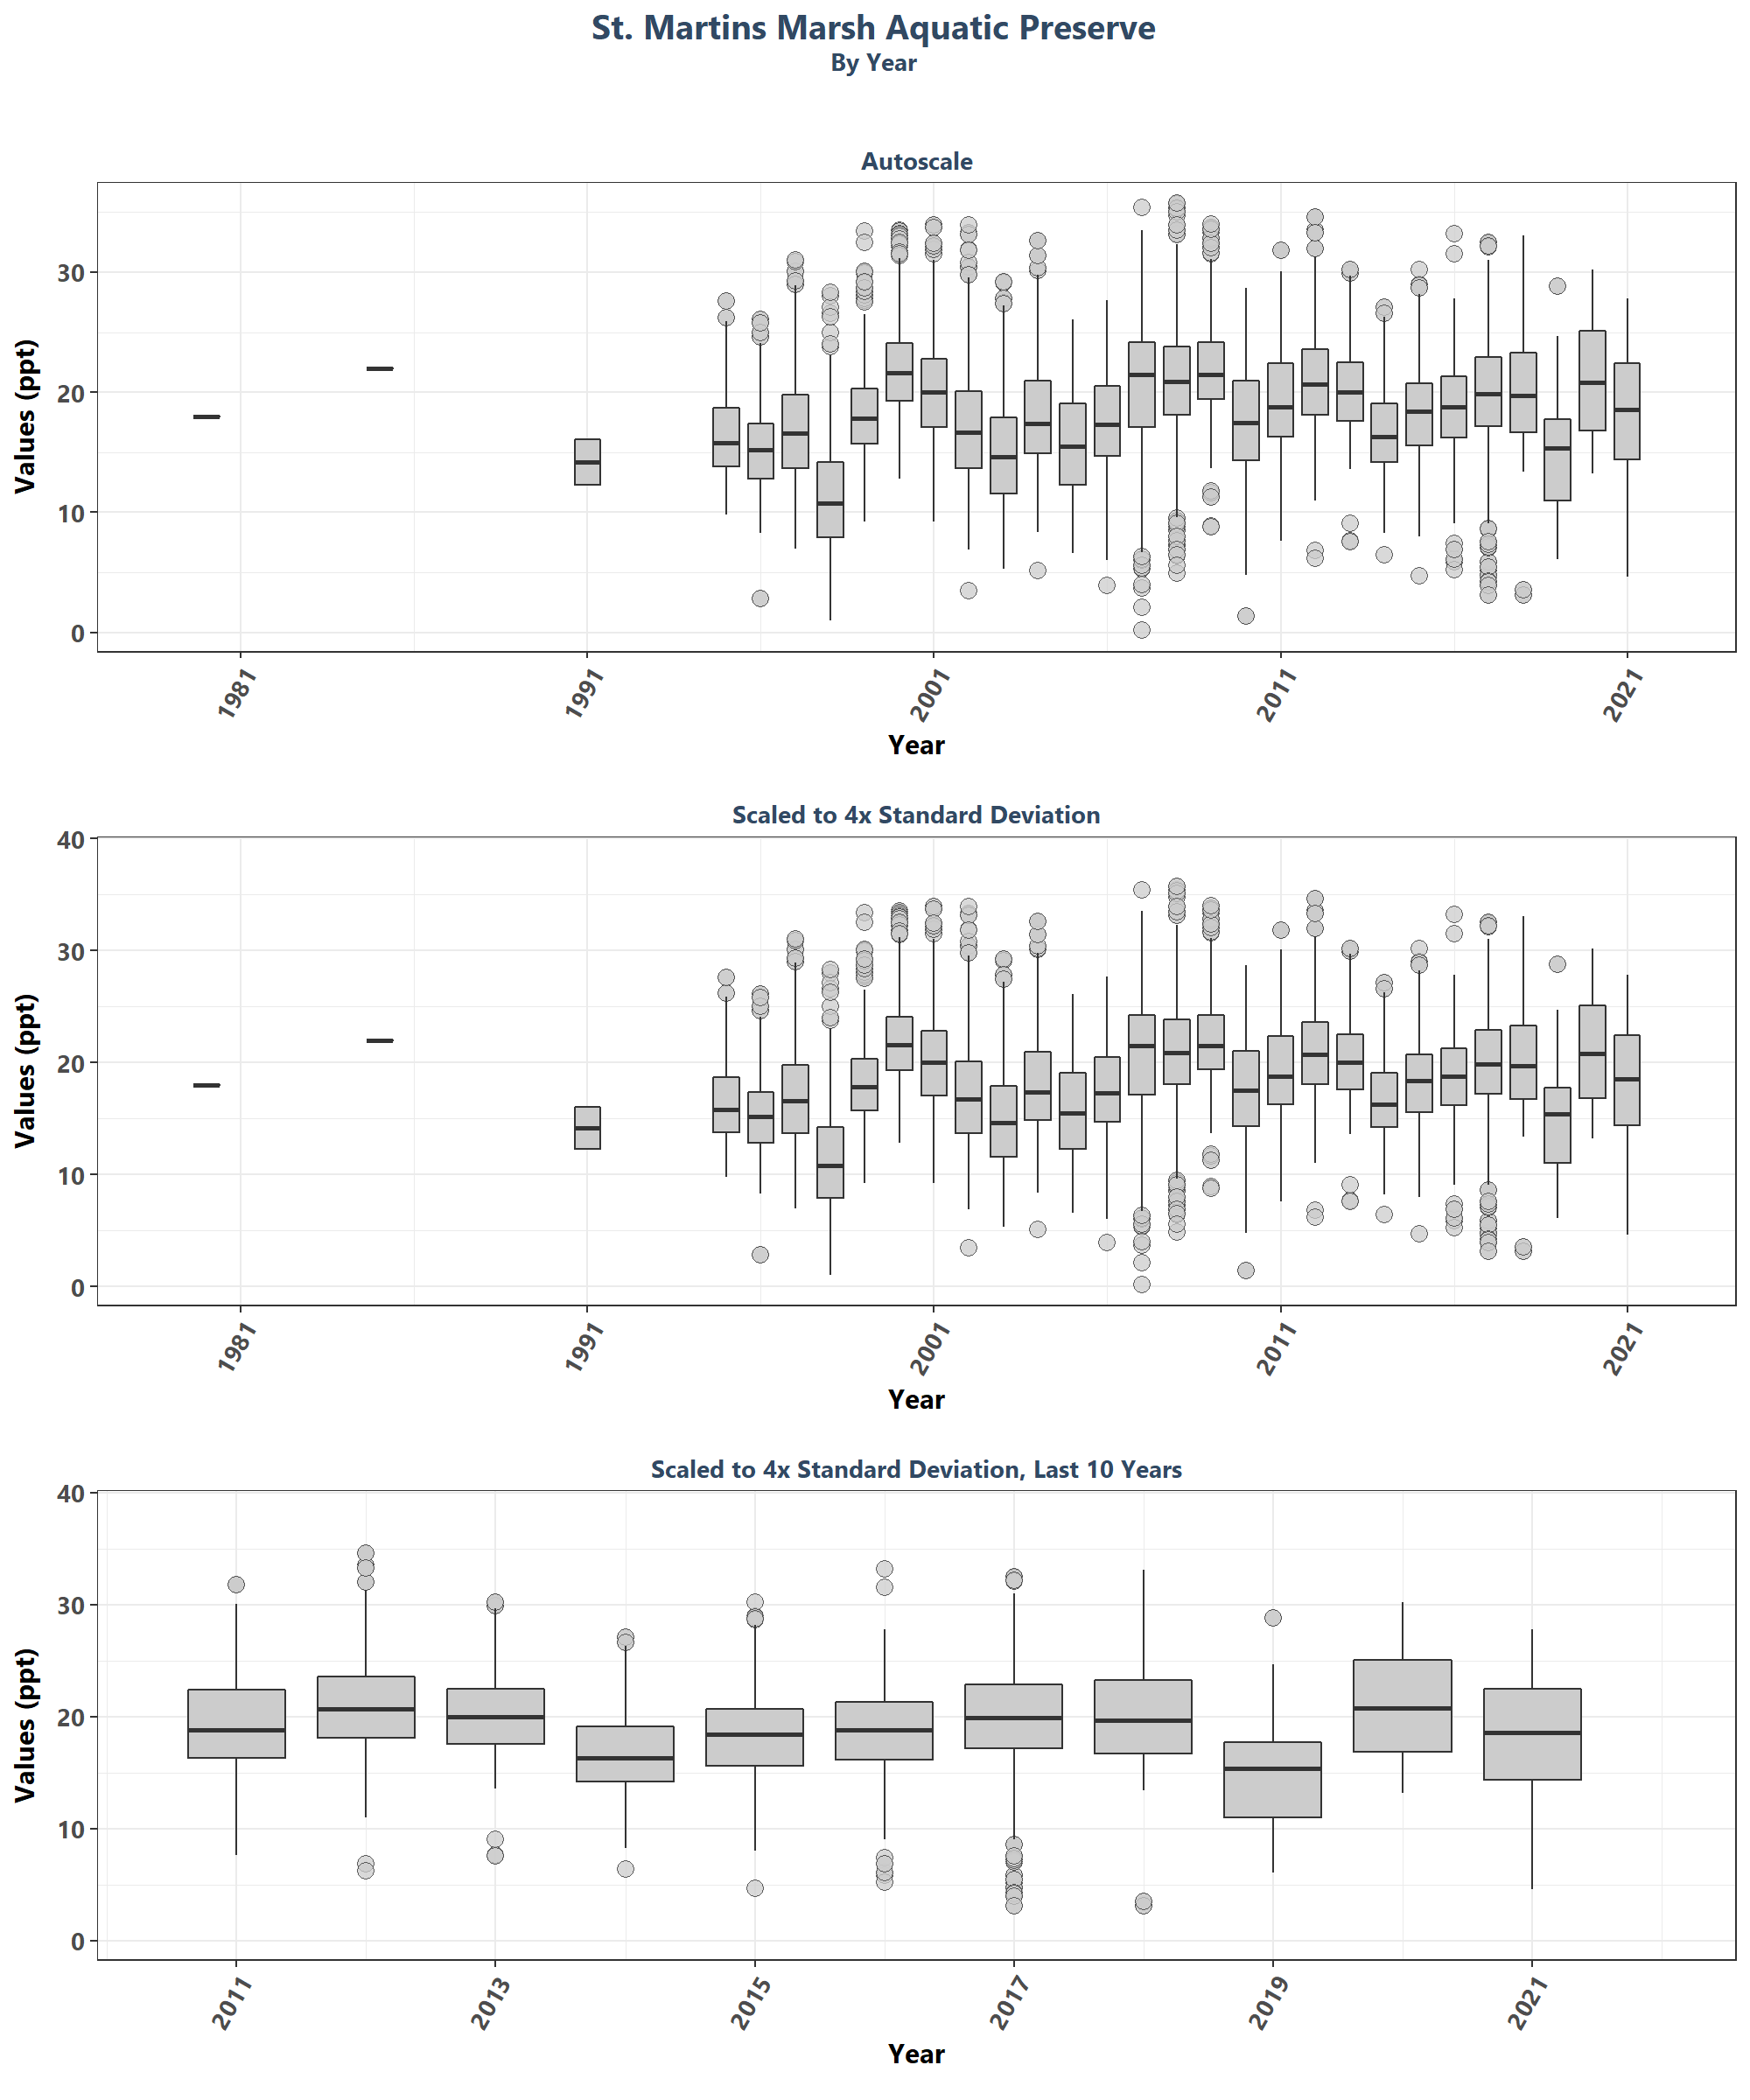 St. Martins Marsh Aquatic Preserve
By Year
Autoscale
Values (ppt)
30
20
10
0
1981
1991
2001
2011
2021
Year
Scaled to 4x Standard Deviation
Values (ppt)
40
30
20
10
0
1981
1991
2001
2011
2021
Year
Scaled to 4x Standard Deviation, Last 10 Years
Values (ppt)
40
30
20
10
0
2011
2013
2015
2017
2019
2021
Year